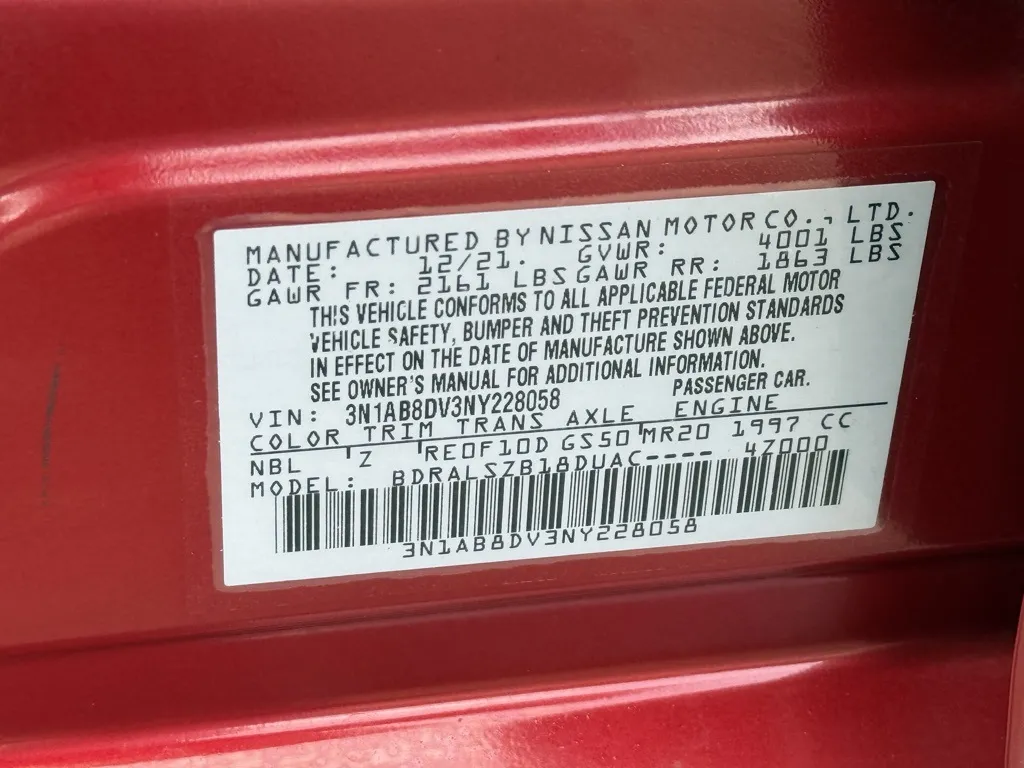 MANUFACTURED BY NISSAN MOTOR CO., LTD.
DATE: 12/21. GVWR: 4001 LBS
GAWR FR: 2161 LBS GAWR RR: 1863 LBS
THIS VEHICLE CONFORMS TO ALL APPLICABLE FEDERAL MOTOR
VEHICLE SAFETY, BUMPER AND THEFT PREVENTION STANDARDS
IN EFFECT ON THE DATE OF MANUFACTURE SHOWN ABOVE.
SEE OWNER'S MANUAL FOR ADDITIONAL INFORMATION.
VIN: 3N1AB8DV3NY228058 PASSENGER CAR.
COLOR TRIM TRANS AXLE ENGINE
NBL Z RE0F10D GS50 MR20 1997 CC
MODEL: BDRALSZB18DUAC---- 4Z000
3N1AB8DV3NY228058